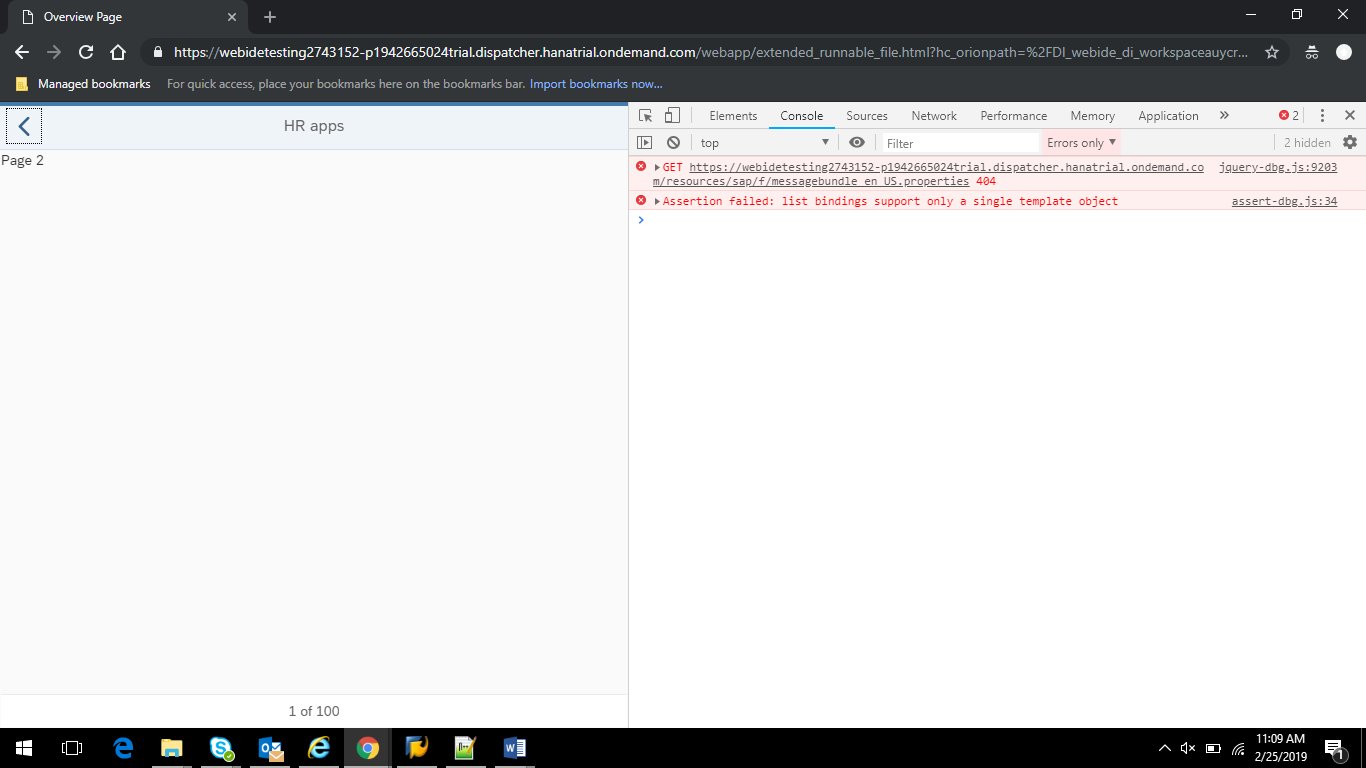 Overview Page
https://webidetesting2743152-p1942665024trial.dispatcher.hanatrial.ondemand.com/webapp/extended_runnable_file.html?hc_orionpath=%2FDI_webide_di_workspaceauycr...
Managed bookmarks For quick access, place your bookmarks here on the bookmarks bar. Import bookmarks now...
HR apps
Page 2
1 of 100
Elements Console Sources Network Performance Memory Application » 2
top Filter Errors only 2 hidden
GET https://webidetesting2743152-p1942665024trial.dispatcher.hanatrial.ondemand.co jquery-dbg.js:9203
m/resources/sap/f/messagebundle_en_US.properties 404
Assertion failed: list bindings support only a single template object assert-dbg.js:34
11:09 AM
2/25/2019
1